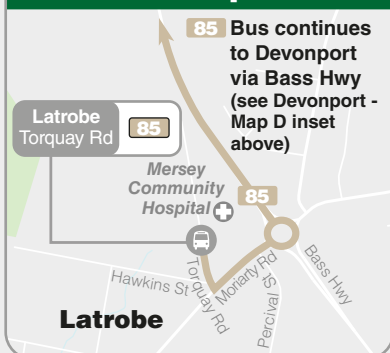 85 Bus continues
to Devonport
via Bass Hwy
(see Devonport -
Map D inset
above)
Latrobe
Torquay Rd
85
Mersey
Community
Hospital
85
Hawkins St
Torquay Rd
Moriarty Rd
Percival St
Bass Hwy
Latrobe